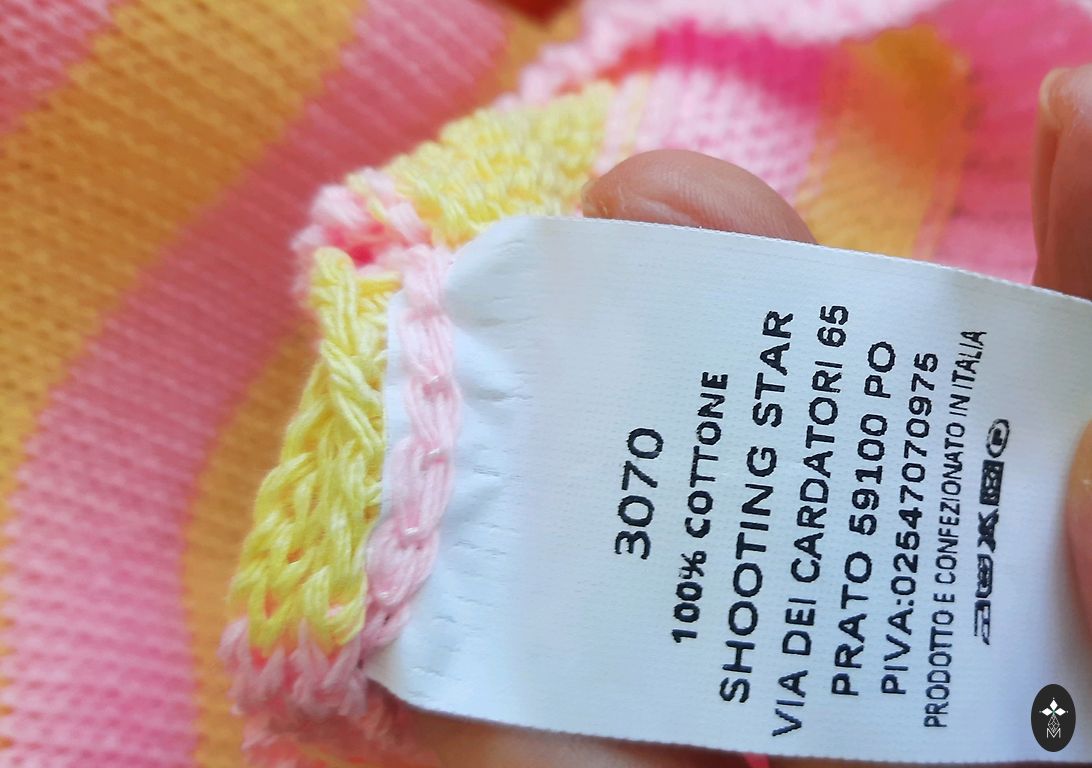 3070
100% COTTONE
SHOOTING STAR
VIA DEI CARDATORI 65
PRATO 59100 PO
PIVA:02547070975
PRODOTTO E CONFEZIONATO IN ITALIA
P
M